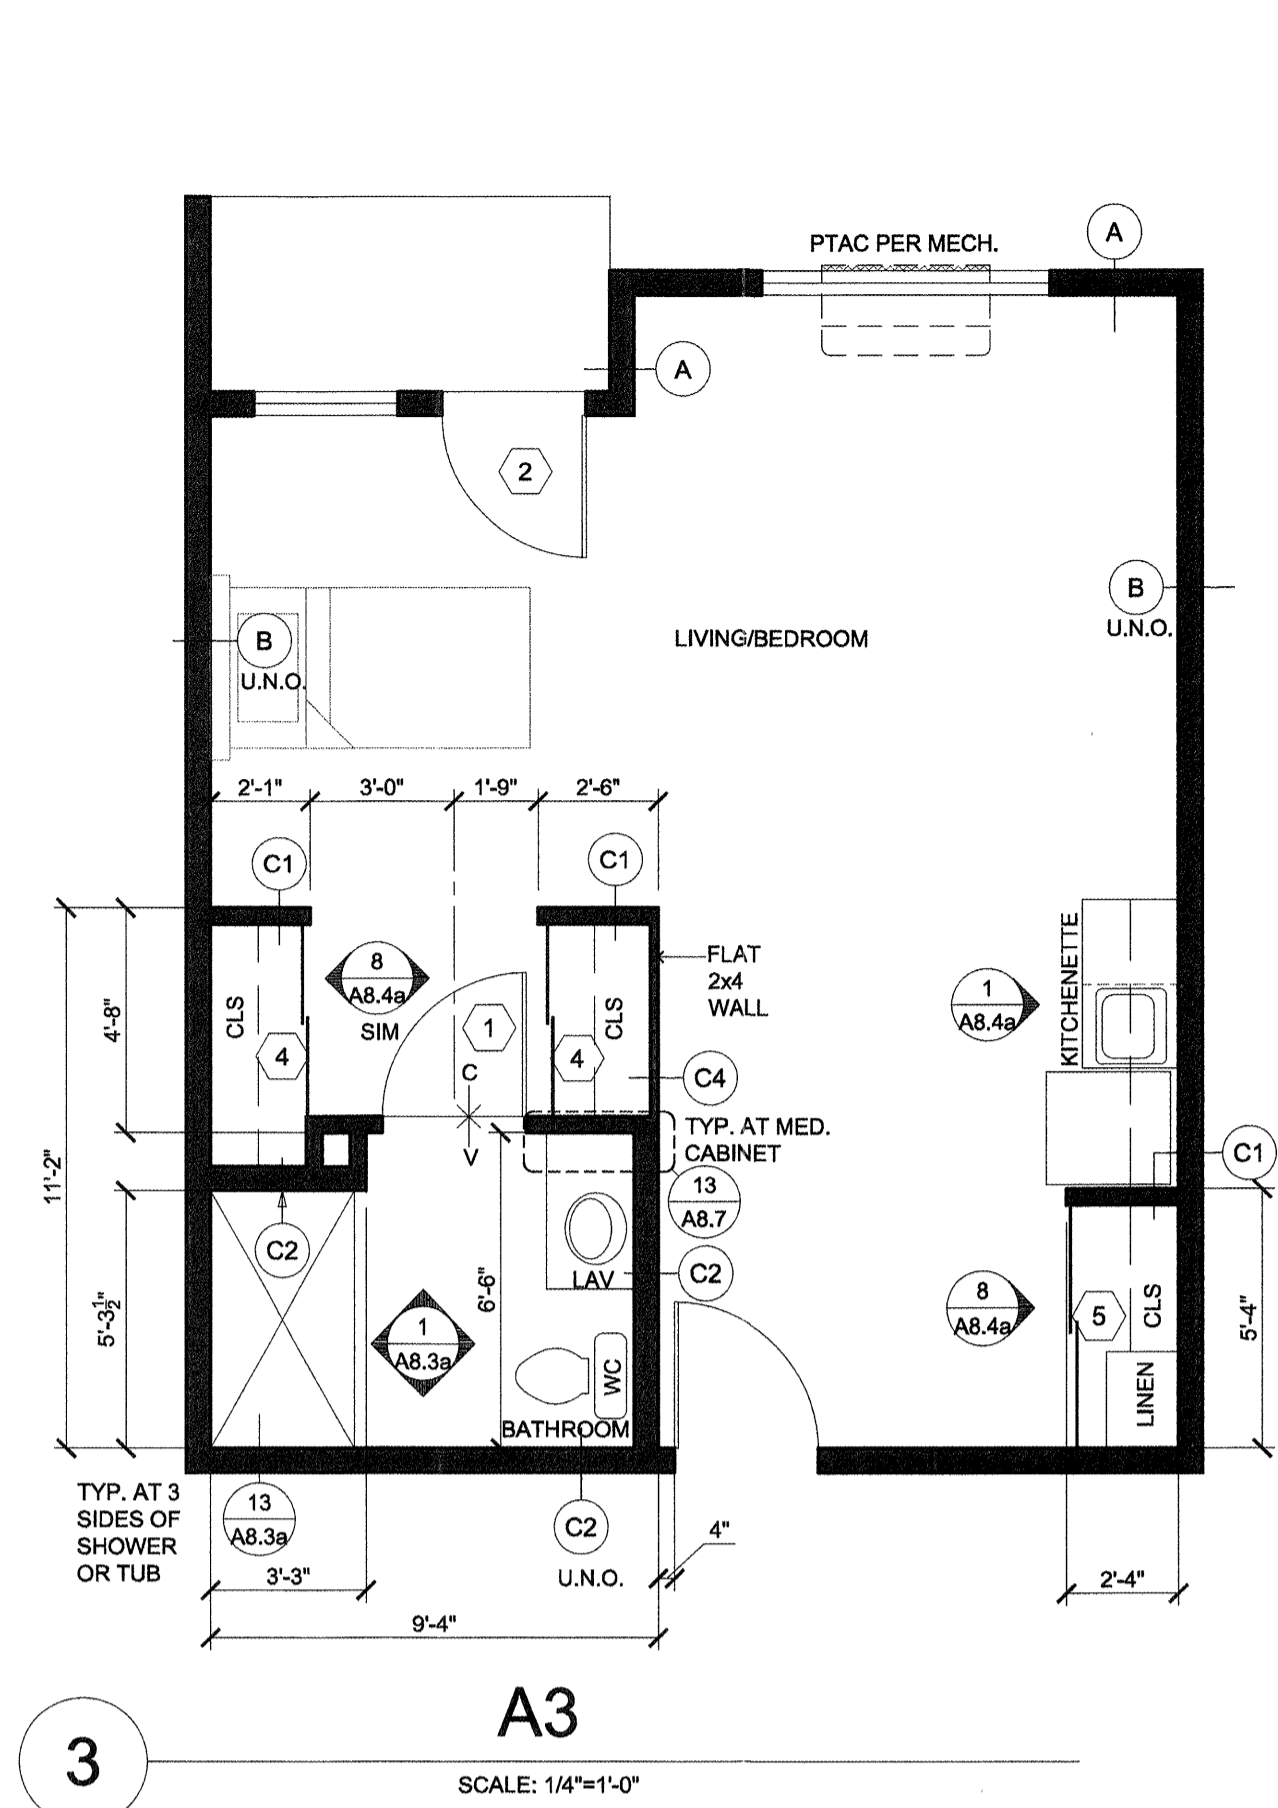 PTAC PER MECH.
A
A
2
B
U.N.O.
LIVING/BEDROOM
B
U.N.O.
2'-1"
3'-0"
1'-9"
2'-6"
C1
C1
CLS
8
A8.4a
SIM
1
4
4
CLS
FLAT
2x4
WALL
1
A8.4a
KITCHENETTE
4'-8"
C
V
C4
TYP. AT MED.
CABINET
13
A8.7
C1
11'-2"
C2
LAV
C2
6'-6"
5'-3 1/2"
1
A8.3a
WC
BATHROOM
8
A8.4a
5
CLS
LINEN
5'-4"
TYP. AT 3
SIDES OF
SHOWER
OR TUB
13
A8.3a
C2
U.N.O.
4"
3'-3"
2'-4"
9'-4"
A3
3
SCALE: 1/4"=1'-0"